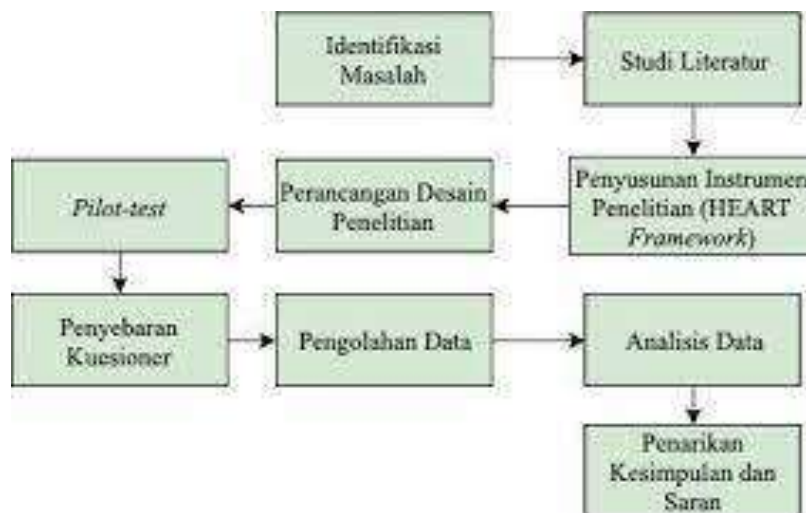 Identifikasi
Masalah
Studi Literatur
Penyusunan Instrumen
Penelitian (HEART
Framework)
Perancangan Desain
Penelitian
Pilot-test
Penyebaran
Kuesioner
Pengolahan Data
Analisis Data
Penarikan
Kesimpulan dan
Saran